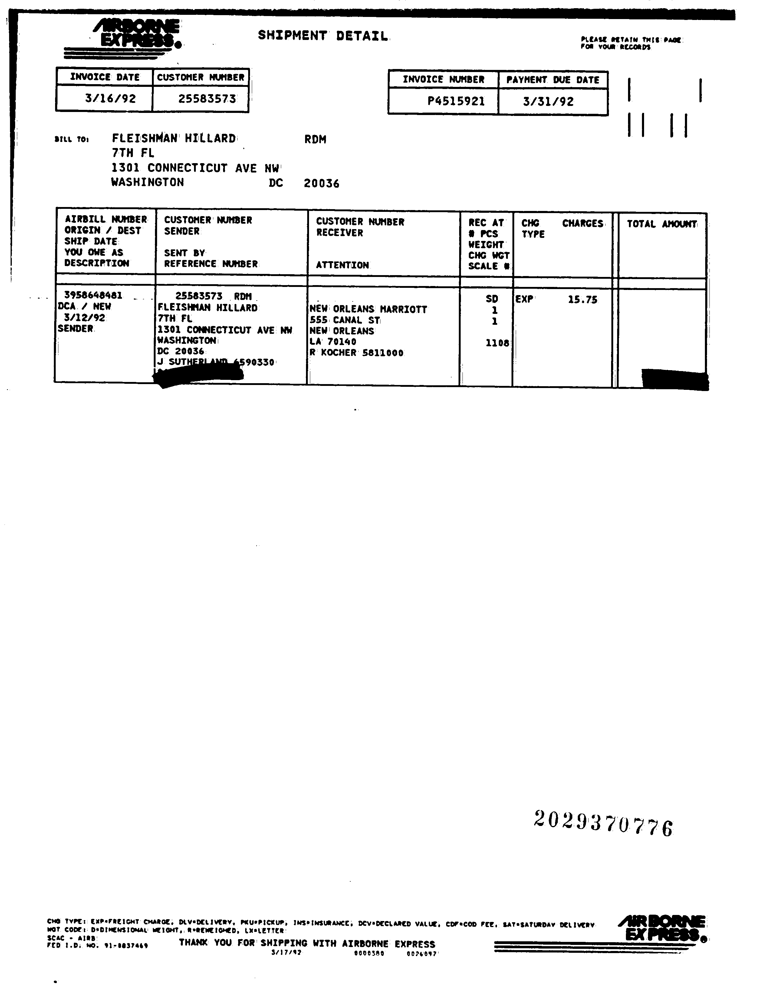 AIRBORNE EXPRESS®
SHIPMENT DETAIL
PLEASE RETAIN THIS PAGE
FOR YOUR RECORDS
INVOICE DATE CUSTOMER NUMBER
3/16/92 25583573
INVOICE NUMBER PAYMENT DUE DATE
P4515921 3/31/92
BILL TO: FLEISHMAN HILLARD RDM
7TH FL
1301 CONNECTICUT AVE NW
WASHINGTON DC 20036
AIRBILL NUMBER CUSTOMER NUMBER CUSTOMER NUMBER REC AT CHG CHARGES TOTAL AMOUNT
ORIGIN / DEST SENDER RECEIVER # PCS TYPE
SHIP DATE WEIGHT
YOU OWE AS SENT BY CHG WGT
DESCRIPTION REFERENCE NUMBER ATTENTION SCALE #
3958648481 25583573 RDM SD EXP 15.75
DCA / NEW FLEISHMAN HILLARD NEW ORLEANS MARRIOTT 1
3/12/92 7TH FL 555 CANAL ST 1
SENDER 1301 CONNECTICUT AVE NW NEW ORLEANS
WASHINGTON LA 70140 1108
DC 20036 R KOCHER 5811000
J SUTHERLAND 6590330
2029370776
CHG TYPE: EXP=FREIGHT CHARGE, DLV=DELIVERY, PKU=PICKUP, INS=INSURANCE, DCV=DECLARED VALUE, CDF=COD FEE, SAT=SATURDAY DELIVERY
WGT CODE: D=DIMENSIONAL WEIGHT, R=REWEIGHED, LX=LETTER
SCAC - AIRB
FED I.D. NO. 91-0837469 THANK YOU FOR SHIPPING WITH AIRBORNE EXPRESS
3/17/92 0000380 0076097
AIRBORNE EXPRESS®